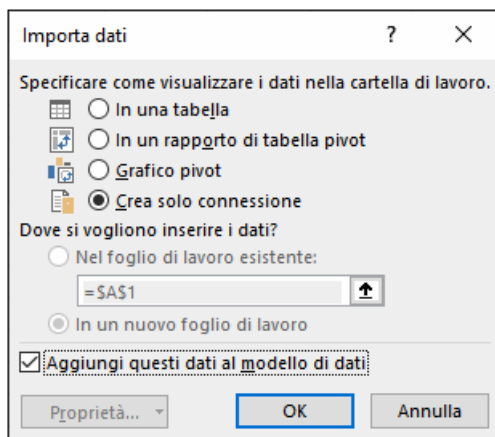 Importa dati ?
Specificare come visualizzare i dati nella cartella di lavoro.
In una tabella
In un rapporto di tabella pivot
Grafico pivot
Crea solo connessione
Dove si vogliono inserire i dati?
Nel foglio di lavoro esistente:
=$A$1
In un nuovo foglio di lavoro
Aggiungi questi dati al modello di dati
Proprietà... OK Annulla